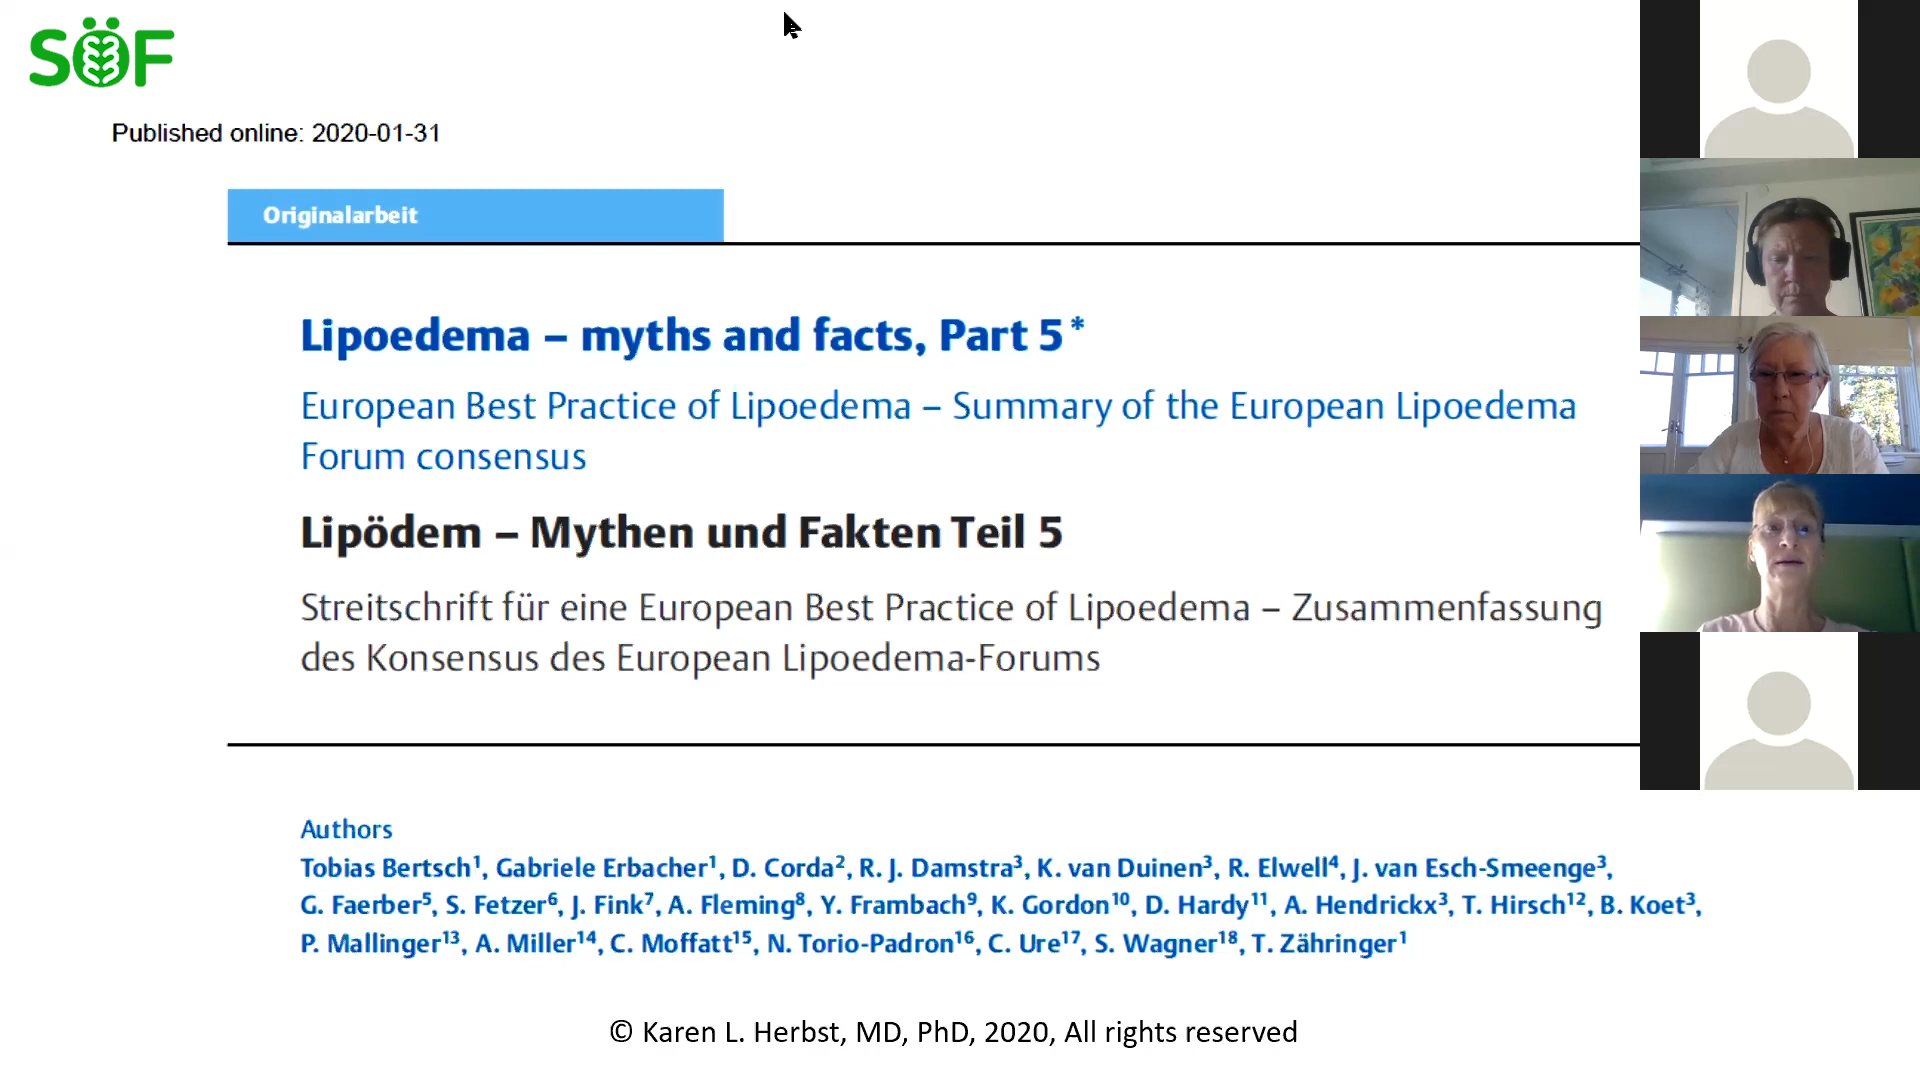 SÖF
Published online: 2020-01-31
Originalarbeit
Lipoedema – myths and facts, Part 5*
European Best Practice of Lipoedema – Summary of the European Lipoedema
Forum consensus
Lipödem – Mythen und Fakten Teil 5
Streitschrift für eine European Best Practice of Lipoedema – Zusammenfassung
des Konsensus des European Lipoedema-Forums
Authors
Tobias Bertsch¹, Gabriele Erbacher¹, D. Corda², R. J. Damstra³, K. van Duinen³, R. Elwell⁴, J. van Esch-Smeenge³,
G. Faerber⁵, S. Fetzer⁶, J. Fink⁷, A. Fleming⁸, Y. Frambach⁹, K. Gordon¹⁰, D. Hardy¹¹, A. Hendrickx³, T. Hirsch¹², B. Koet³,
P. Mallinger¹³, A. Miller¹⁴, C. Moffatt¹⁵, N. Torio-Padron¹⁶, C. Ure¹⁷, S. Wagner¹⁸, T. Zähringer¹
© Karen L. Herbst, MD, PhD, 2020, All rights reserved